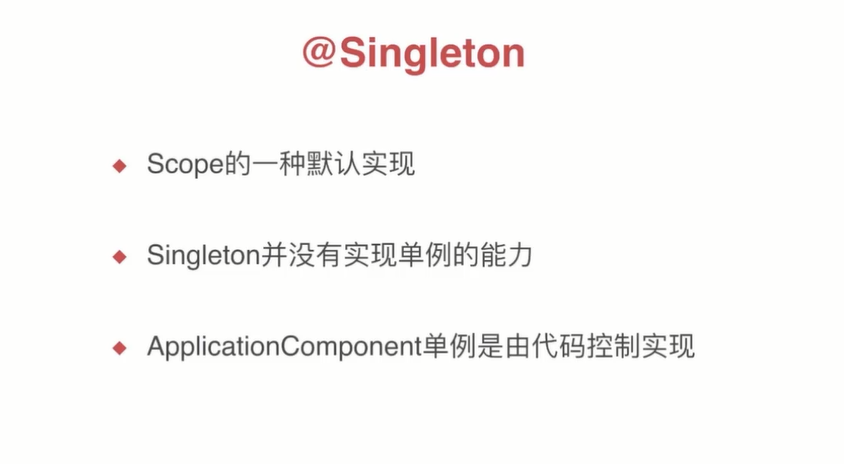 @Singleton
Scope的一种默认实现
Singleton并没有实现单例的能力
ApplicationComponent单例是由代码控制实现